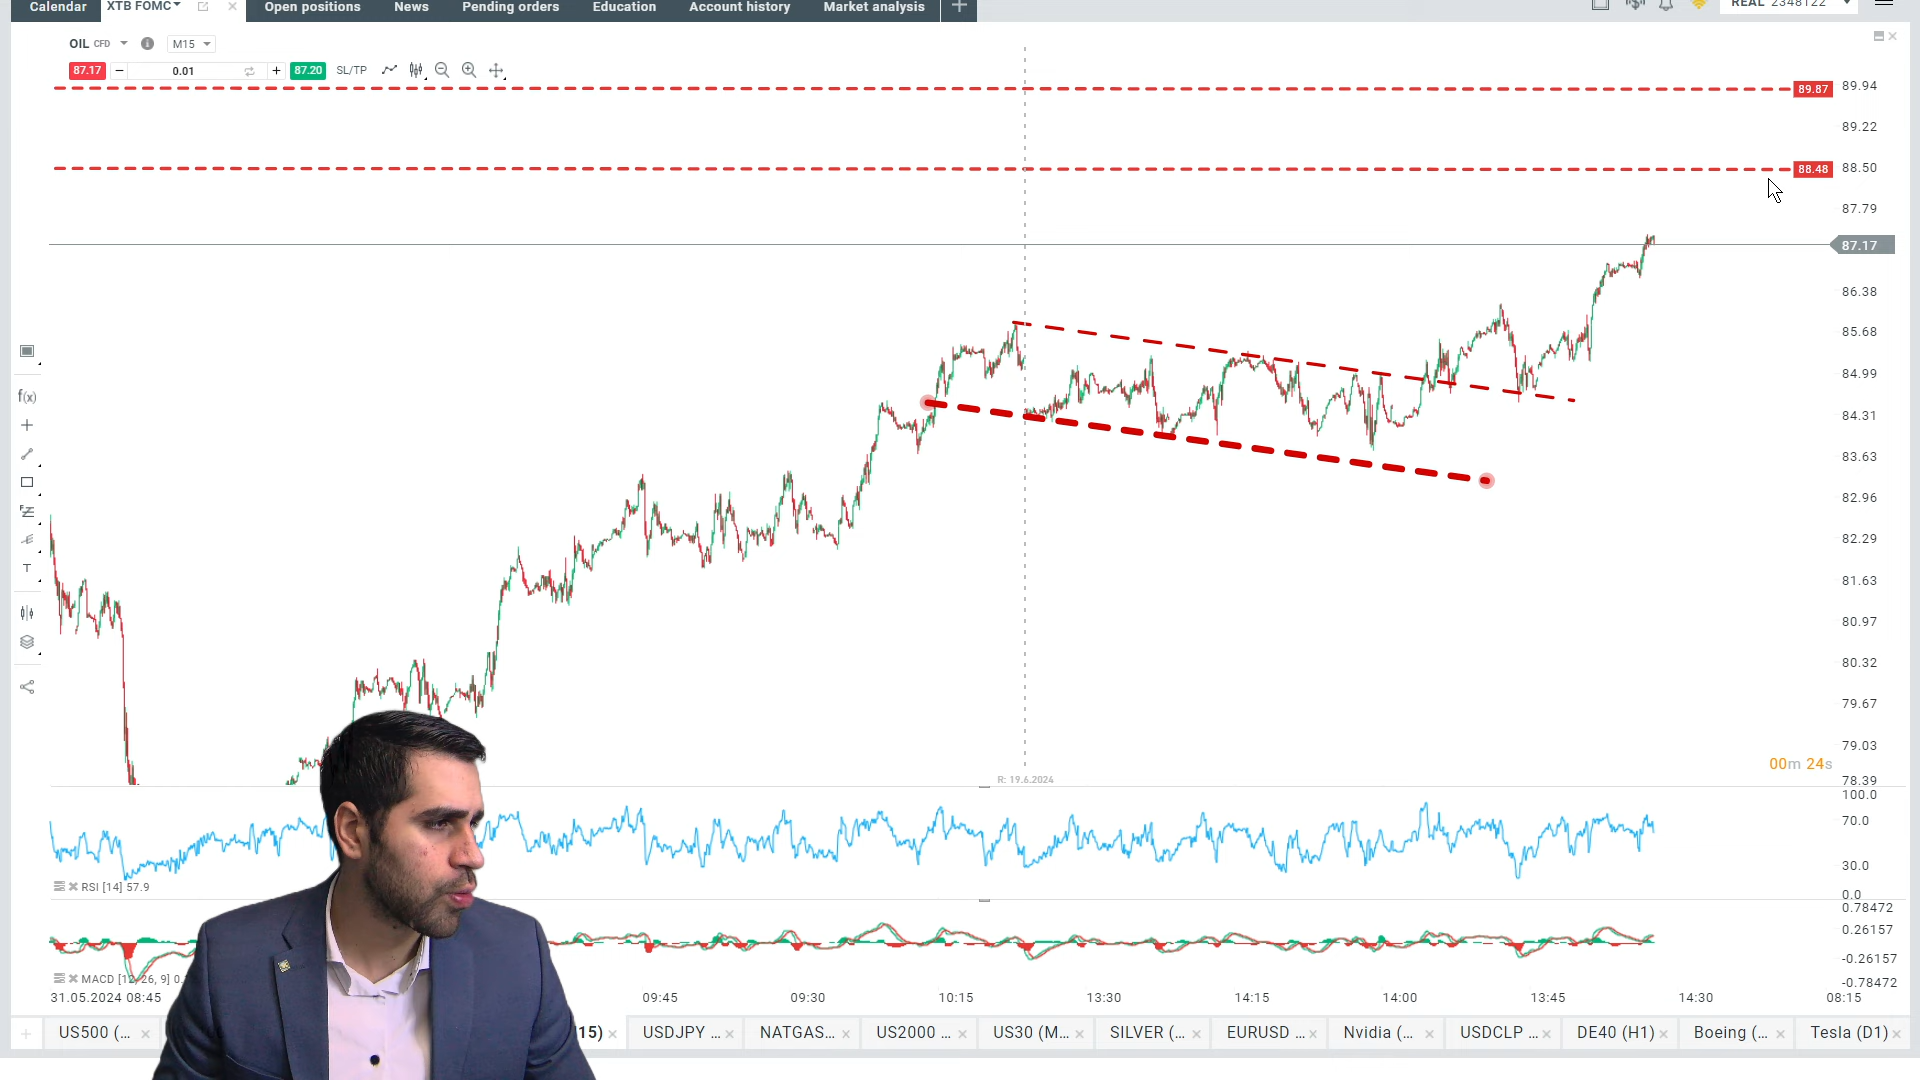 Calendar XTB FOMC Open positions News Pending orders Education Account history Market analysis REAL 2348122
OIL CFD M15
87.17 0.01 87.20 SL/TP
89.87 89.94
89.22
88.48 88.50
87.79
87.17
86.38
85.68
84.99
84.31
83.63
82.96
82.29
81.63
80.97
80.32
79.67
79.03
78.39
00m 24s
R: 19.6.2024
100.0
70.0
30.0
0.0
RSI [14] 57.9
0.78472
0.26157
-0.26157
-0.78472
MACD [12, 26, 9] 0.
31.05.2024 08:45 09:45 09:30 10:15 13:30 14:15 14:00 13:45 14:30 08:15
US500 (... 15) USDJPY ... NATGAS... US2000 ... US30 (M... SILVER (... EURUSD ... Nvidia (... USDCLP ... DE40 (H1) Boeing (... Tesla (D1)
f(x)
T